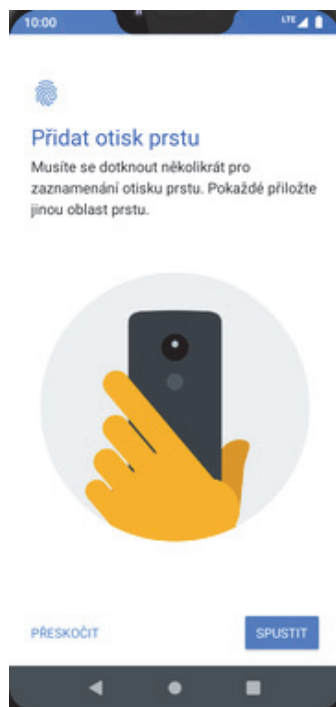 10:00 LTE
Přidat otisk prstu
Musíte se dotknout několikrát pro
zaznamenání otisku prstu. Pokaždé přiložte
jinou oblast prstu.
PŘESKOČIT SPUSTIT